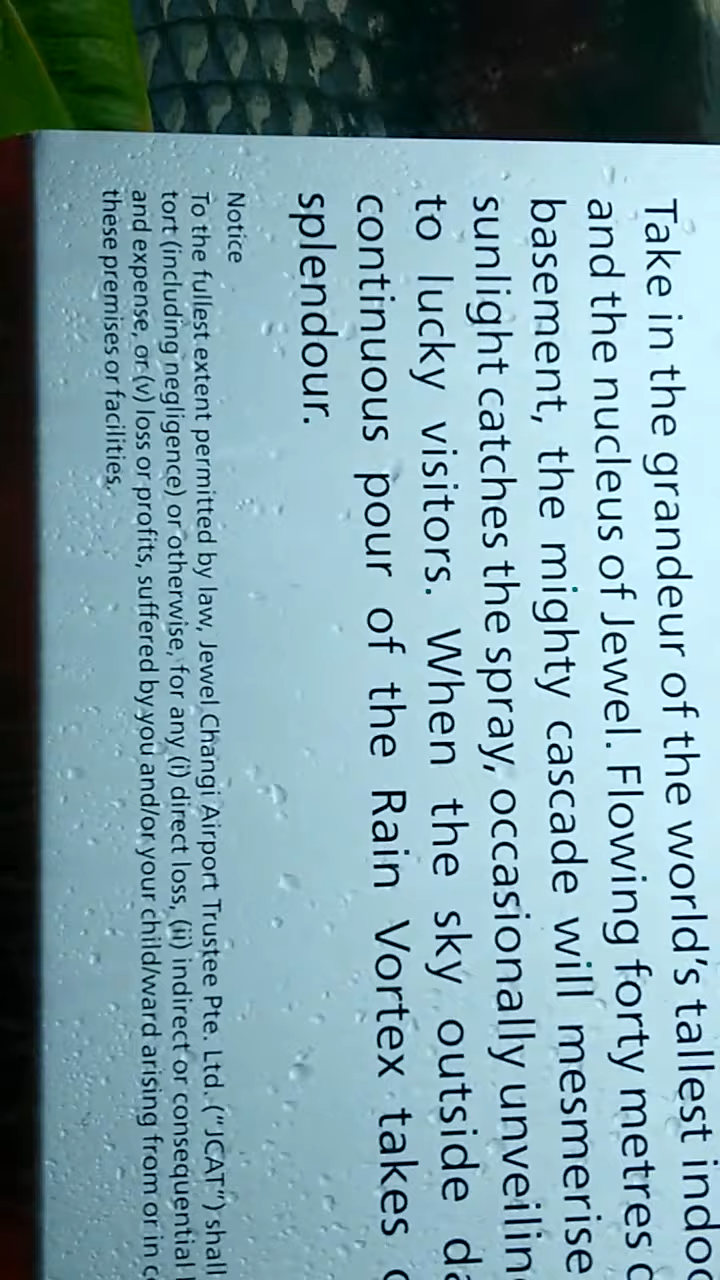 Take in the grandeur of the world's tallest
and the nucleus of Jewel. Flowing forty metres
basement, the mighty cascade will mesmerise
sunlight catches the spray, occasionally
to lucky visitors. When the sky outside
continuous pour of the Rain Vortex takes
splendour.
Notice
To the fullest extent permitted by law, Jewel Changi Airport Trustee Pte. Ltd. ("JCAT") shall
tort (including negligence) or otherwise, for any (i) direct loss, (ii) indirect or consequential
and expense, or (v) loss or profits, suffered by you and/or your child/ward arising from or in
these premises or facilities.